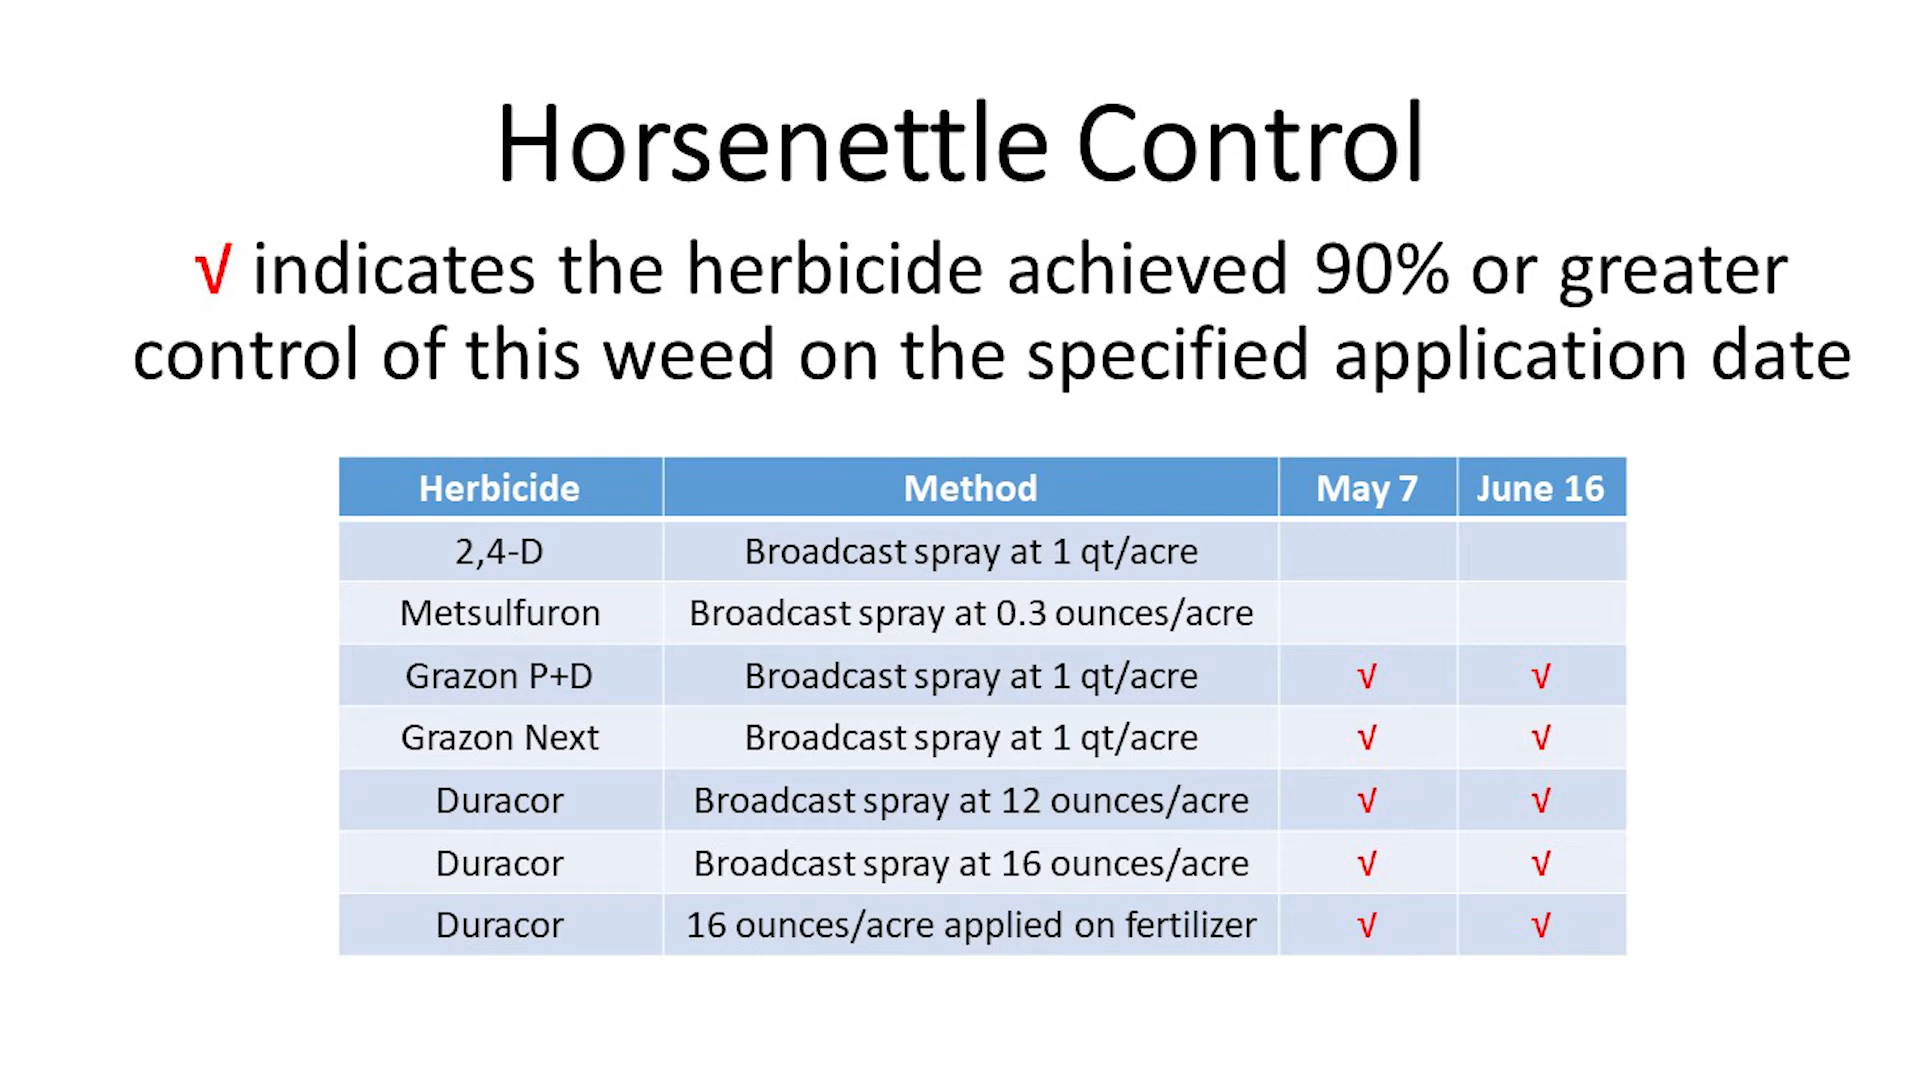 Horsenettle Control
√ indicates the herbicide achieved 90% or greater
control of this weed on the specified application date
Herbicide Method May 7 June 16
2,4-D Broadcast spray at 1 qt/acre
Metsulfuron Broadcast spray at 0.3 ounces/acre
Grazon P+D Broadcast spray at 1 qt/acre √ √
Grazon Next Broadcast spray at 1 qt/acre √ √
Duracor Broadcast spray at 12 ounces/acre √ √
Duracor Broadcast spray at 16 ounces/acre √ √
Duracor 16 ounces/acre applied on fertilizer √ √